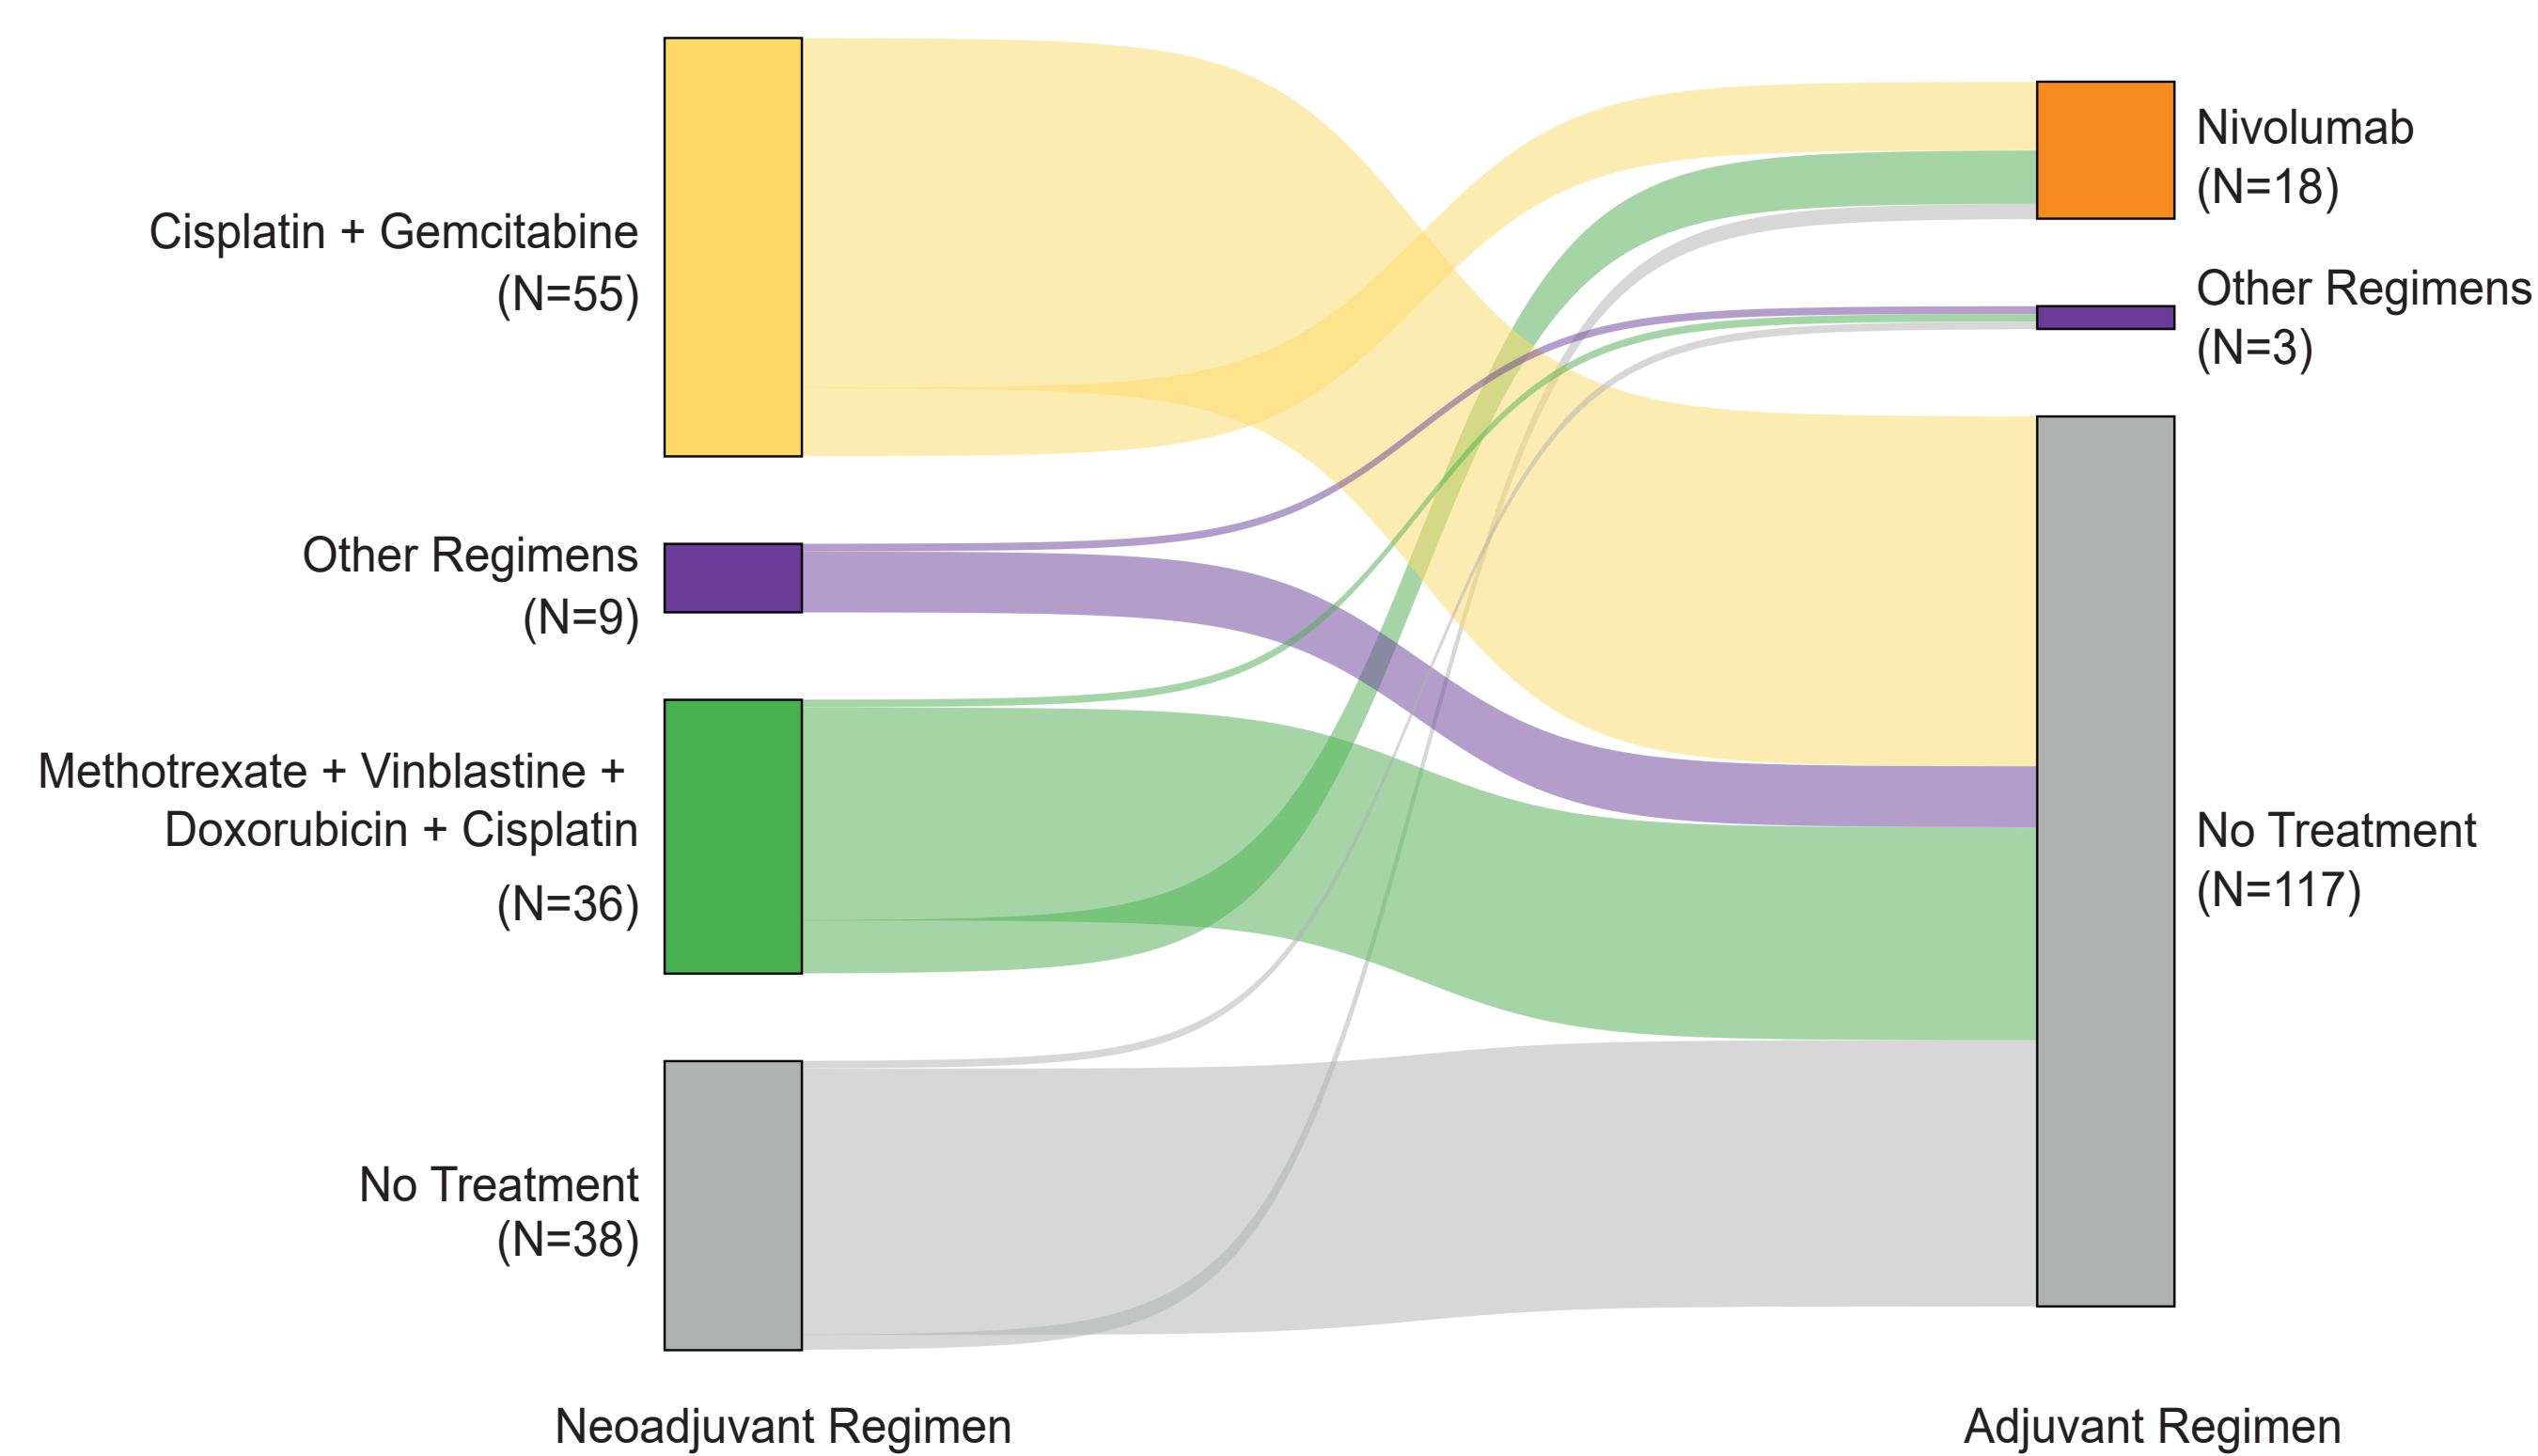 Cisplatin + Gemcitabine
(N=55)
Other Regimens
(N=9)
Methotrexate + Vinblastine +
Doxorubicin + Cisplatin
(N=36)
No Treatment
(N=38)
Neoadjuvant Regimen
Nivolumab
(N=18)
Other Regimens
(N=3)
No Treatment
(N=117)
Adjuvant Regimen